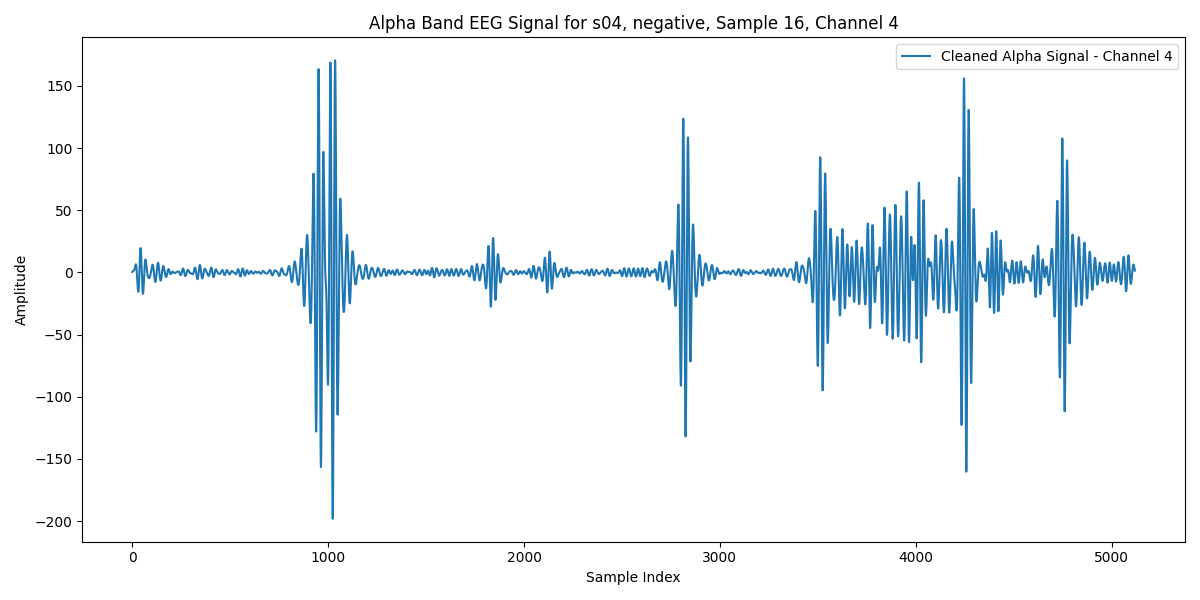 Alpha Band EEG Signal for s04, negative, Sample 16, Channel 4
Cleaned Alpha Signal - Channel 4
Amplitude
150
100
50
0
−50
−100
−150
−200
0 1000 2000 3000 4000 5000
Sample Index